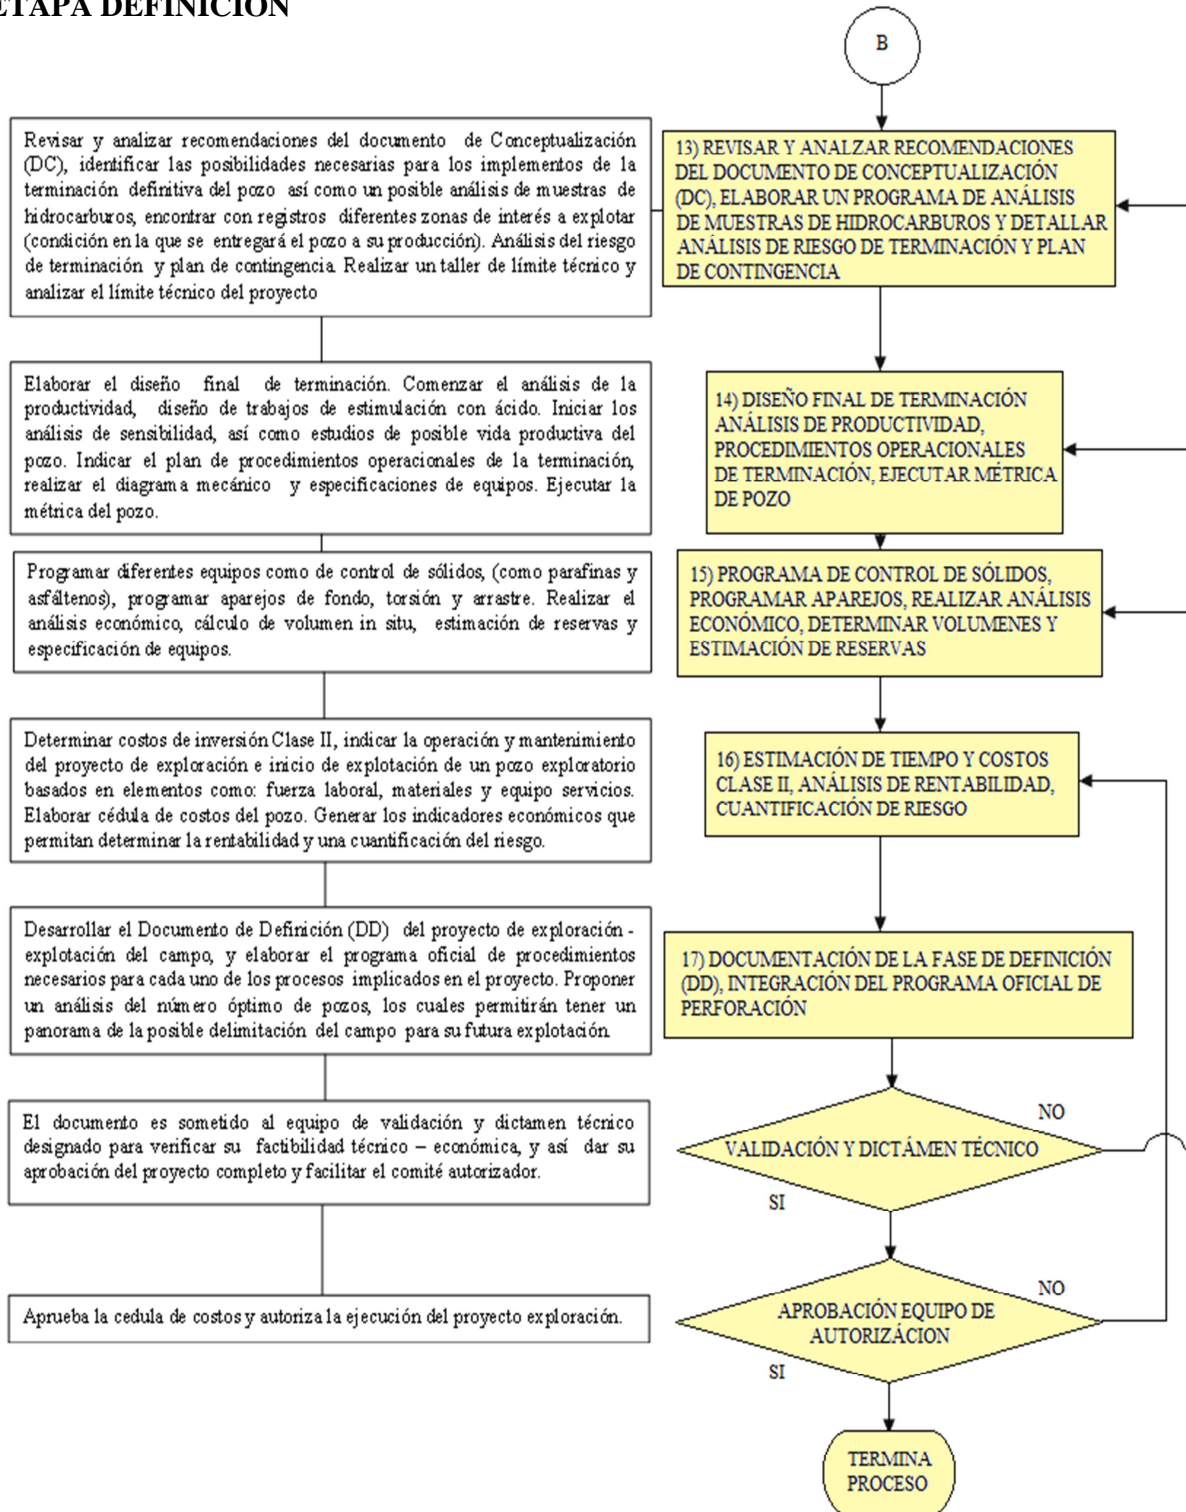 ETAPA DEFINICIÓN
B
Revisar y analizar recomendaciones del documento de Conceptualización
(DC), identificar las posibilidades necesarias para los implementos de la
terminación definitiva del pozo así como un posible análisis de muestras de
hidrocarburos, encontrar con registros diferentes zonas de interés a explotar
(condición en la que se entregará el pozo a su producción). Análisis del riesgo
de terminación y plan de contingencia. Realizar un taller de límite técnico y
analizar el límite técnico del proyecto
13) REVISAR Y ANALZAR RECOMENDACIONES
DEL DOCUMENTO DE CONCEPTUALIZACIÓN
(DC), ELABORAR UN PROGRAMA DE ANÁLISIS
DE MUESTRAS DE HIDROCARBUROS Y DETALLAR
ANÁLISIS DE RIESGO DE TERMINACIÓN Y PLAN
DE CONTINGENCIA
Elaborar el diseño final de terminación. Comenzar el análisis de la
productividad, diseño de trabajos de estimulación con ácido. Iniciar los
análisis de sensibilidad, así como estudios de posible vida productiva del
pozo. Indicar el plan de procedimientos operacionales de la terminación,
realizar el diagrama mecánico y especificaciones de equipos. Ejecutar la
métrica del pozo.
14) DISEÑO FINAL DE TERMINACIÓN
ANÁLISIS DE PRODUCTIVIDAD,
PROCEDIMIENTOS OPERACIONALES
DE TERMINACIÓN, EJECUTAR MÉTRICA
DE POZO
Programar diferentes equipos como de control de sólidos, (como parafinas y
asfáltenos), programar aparejos de fondo, torsión y arrastre. Realizar el
análisis económico, cálculo de volumen in situ, estimación de reservas y
especificación de equipos.
15) PROGRAMA DE CONTROL DE SÓLIDOS,
PROGRAMAR APAREJOS, REALIZAR ANÁLISIS
ECONÓMICO, DETERMINAR VOLUMENES Y
ESTIMACIÓN DE RESERVAS
Determinar costos de inversión Clase II, indicar la operación y mantenimiento
del proyecto de exploración e inicio de explotación de un pozo exploratorio
basados en elementos como: fuerza laboral, materiales y equipo servicios.
Elaborar cédula de costos del pozo. Generar los indicadores económicos que
permitan determinar la rentabilidad y una cuantificación del riesgo.
16) ESTIMACIÓN DE TIEMPO Y COSTOS
CLASE II, ANÁLISIS DE RENTABILIDAD,
CUANTIFICACIÓN DE RIESGO
Desarrollar el Documento de Definición (DD) del proyecto de exploración -
explotación del campo, y elaborar el programa oficial de procedimientos
necesarios para cada uno de los procesos implicados en el proyecto. Proponer
un análisis del número óptimo de pozos, los cuales permitirán tener un
panorama de la posible delimitación del campo para su futura explotación.
17) DOCUMENTACIÓN DE LA FASE DE DEFINICIÓN
(DD), INTEGRACIÓN DEL PROGRAMA OFICIAL DE
PERFORACIÓN
El documento es sometido al equipo de validación y dictamen técnico
designado para verificar su factibilidad técnico – económica, y así dar su
aprobación del proyecto completo y facilitar el comité autorizador.
NO
VALIDACIÓN Y DICTÁMEN TÉCNICO
SI
Aprueba la cedula de costos y autoriza la ejecución del proyecto exploración.
NO
APROBACIÓN EQUIPO DE
AUTORIZÁCION
SI
TERMINA
PROCESO